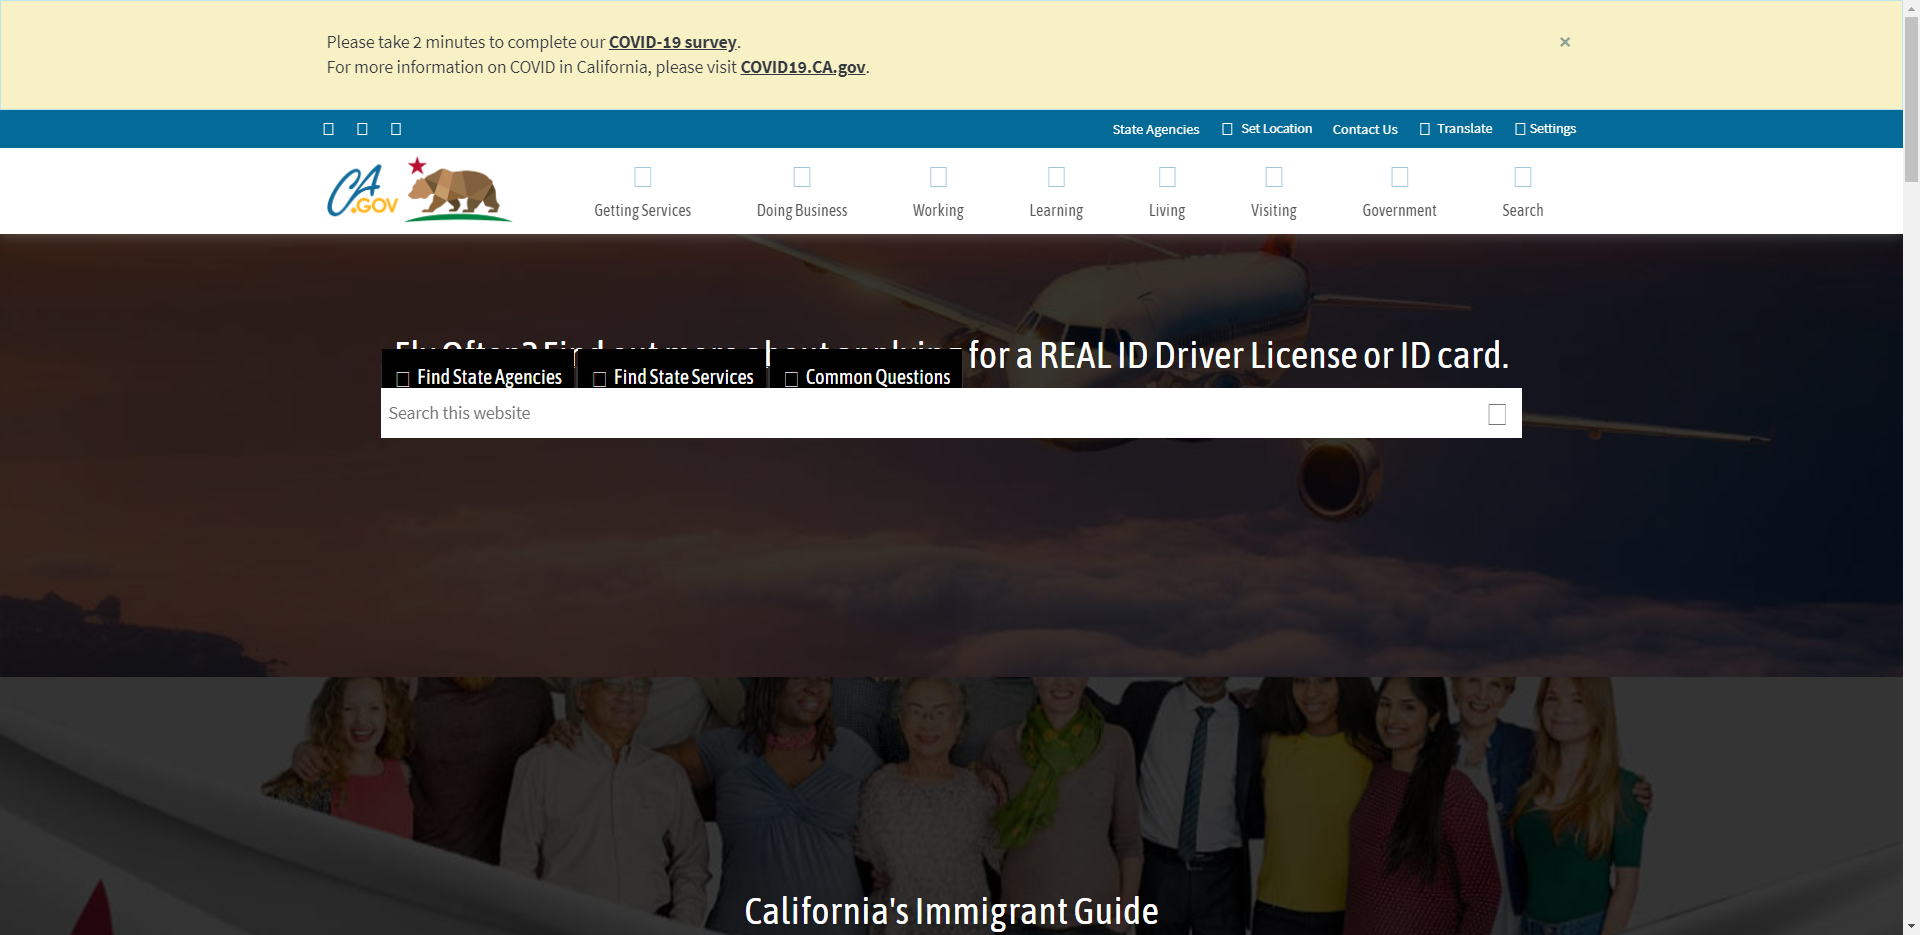 Please take 2 minutes to complete our COVID-19 survey.
For more information on COVID in California, please visit COVID19.CA.gov.
×
State Agencies
Set Location
Contact Us
Translate
Settings
CA
.GOV
Getting Services
Doing Business
Working
Learning
Living
Visiting
Government
Search
for a REAL ID Driver License or ID card.
Find State Agencies
Find State Services
Common Questions
Search this website
California's Immigrant Guide